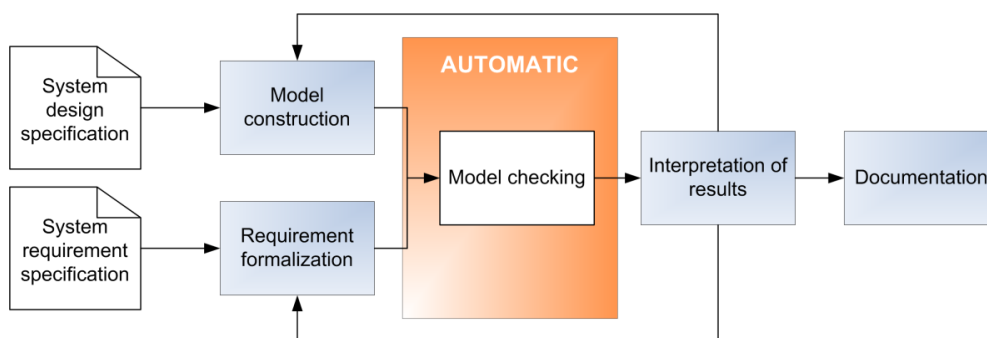 System
design
specification
Model
construction
AUTOMATIC
Model checking
Interpretation of
results
Documentation
System
requirement
specification
Requirement
formalization